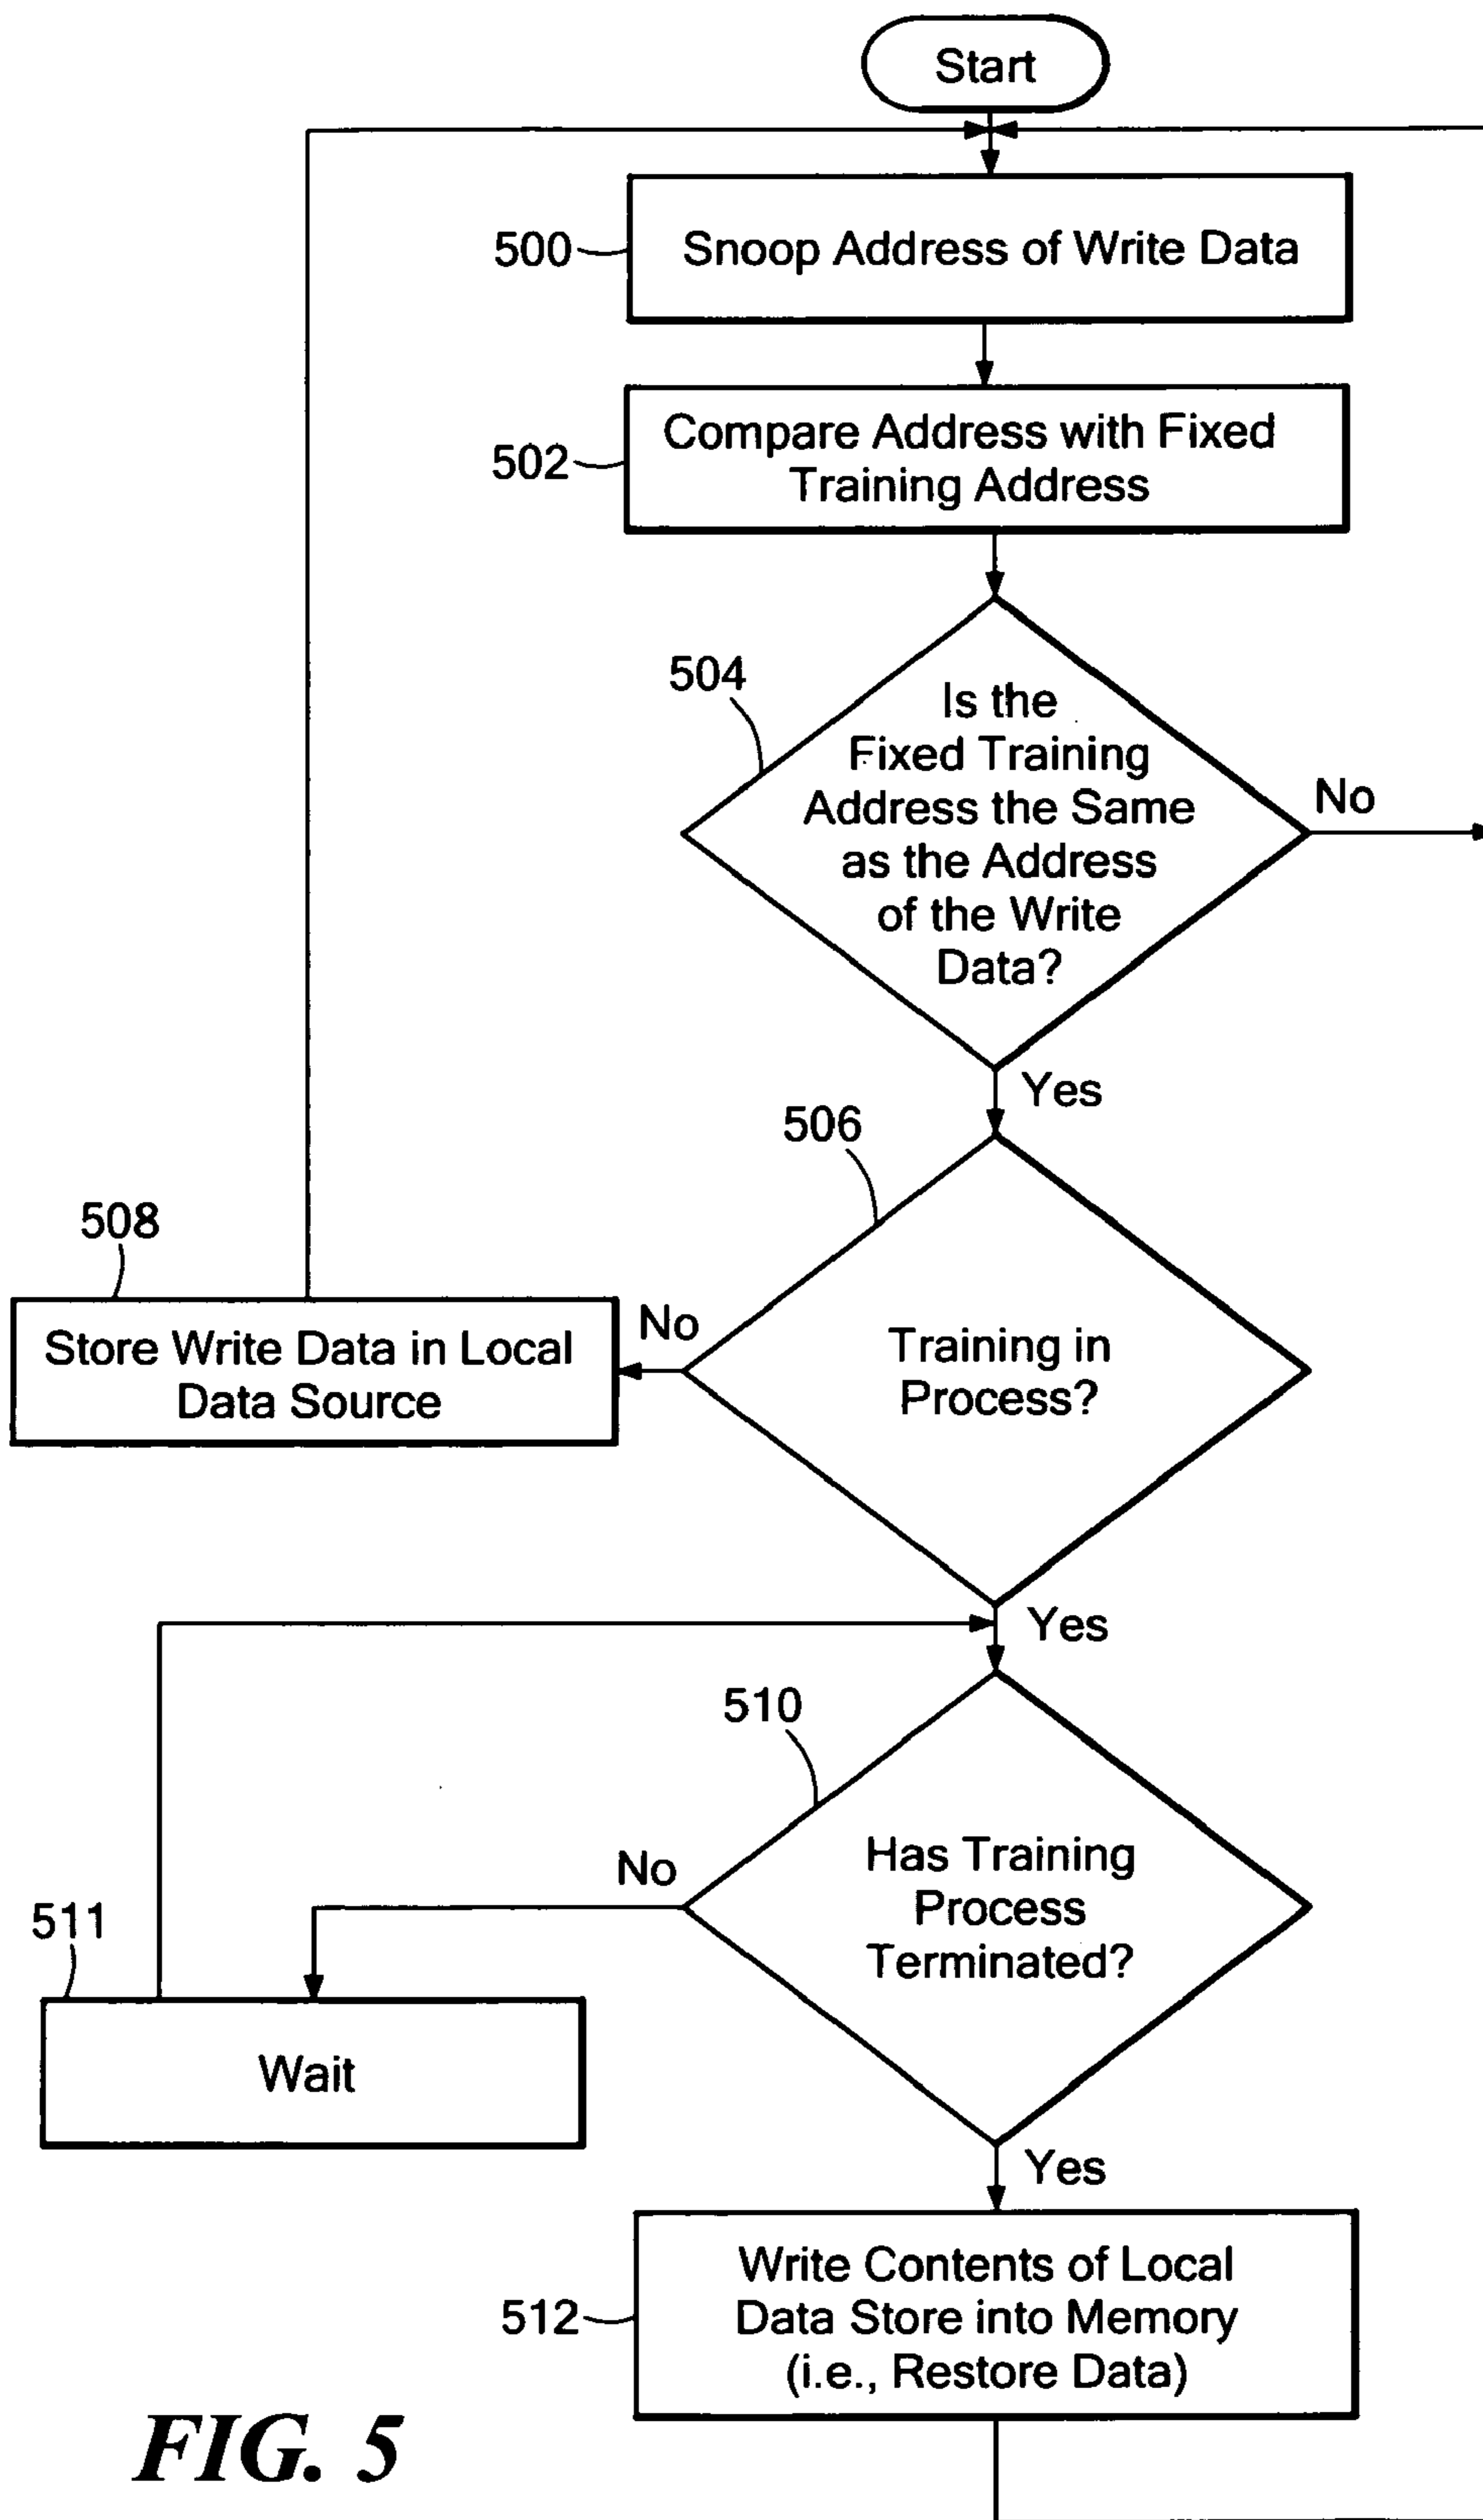 Start
500
Snoop Address of Write Data
502
Compare Address with Fixed
Training Address
504
Is the
Fixed Training
Address the Same
as the Address
of the Write
Data?
No
Yes
506
Training in
Process?
No
508
Store Write Data in Local
Data Source
Yes
510
Has Training
Process
Terminated?
No
511
Wait
Yes
512
Write Contents of Local
Data Store into Memory
(i.e., Restore Data)
FIG. 5